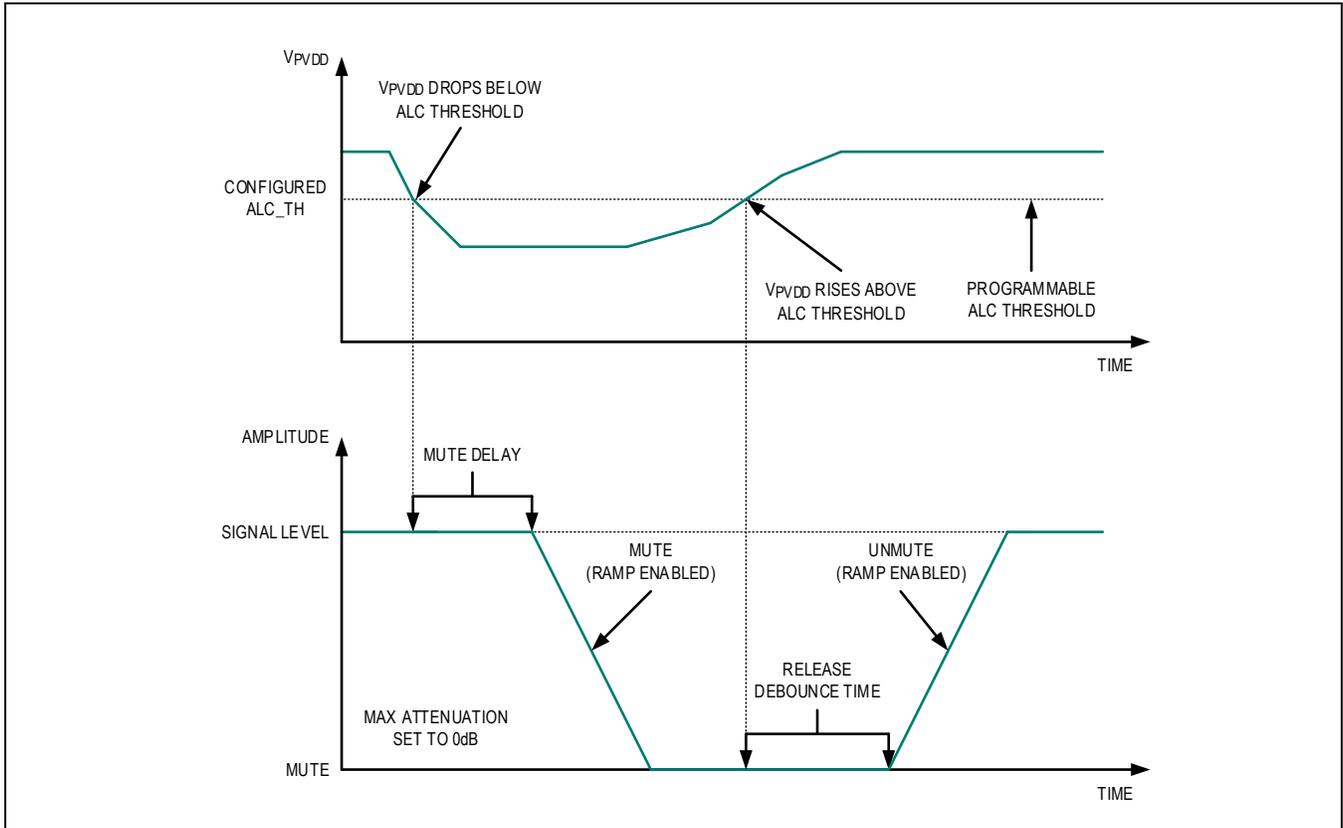 VPVDD
VPVDD DROPS BELOW
ALC THRESHOLD
CONFIGURED
ALC_TH
VPVDD RISES ABOVE
ALC THRESHOLD
PROGRAMMABLE
ALC THRESHOLD
TIME
AMPLITUDE
MUTE DELAY
SIGNAL LEVEL
MUTE
(RAMP ENABLED)
UNMUTE
(RAMP ENABLED)
RELEASE
DEBOUNCE TIME
MAX ATTENUATION
SET TO 0dB
MUTE
TIME